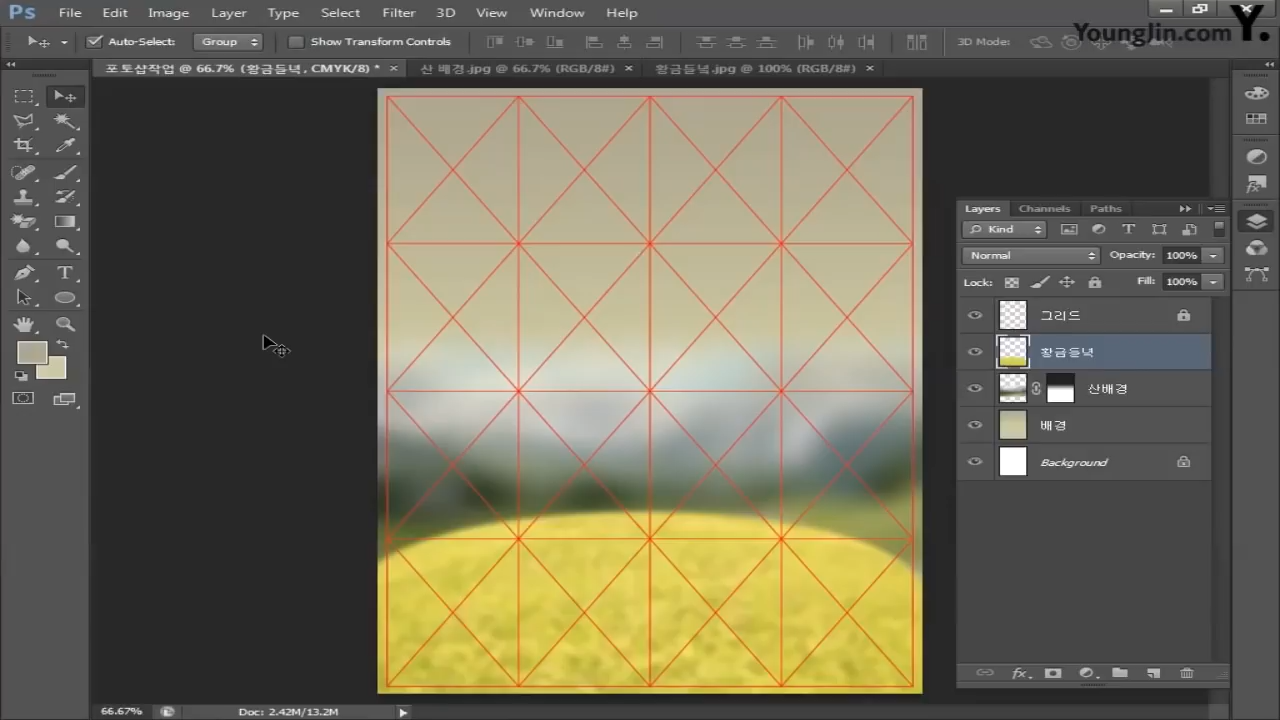 Ps File Edit Image Layer Type Select Filter 3D View Window Help
YoungJin.com Y.
Auto-Select: Group Show Transform Controls 3D Mode:
포토샵작업 @ 66.7% (황금들녘, CMYK/8) * × 산 배경.jpg @ 66.7% (RGB/8#) × 황금들녘.jpg @ 100% (RGB/8#) ×
Layers Channels Paths
Kind
Normal Opacity: 100%
Lock: Fill: 100%
그리드
황금들녘
산배경
배경
Background
66.67% Doc: 2.42M/13.2M